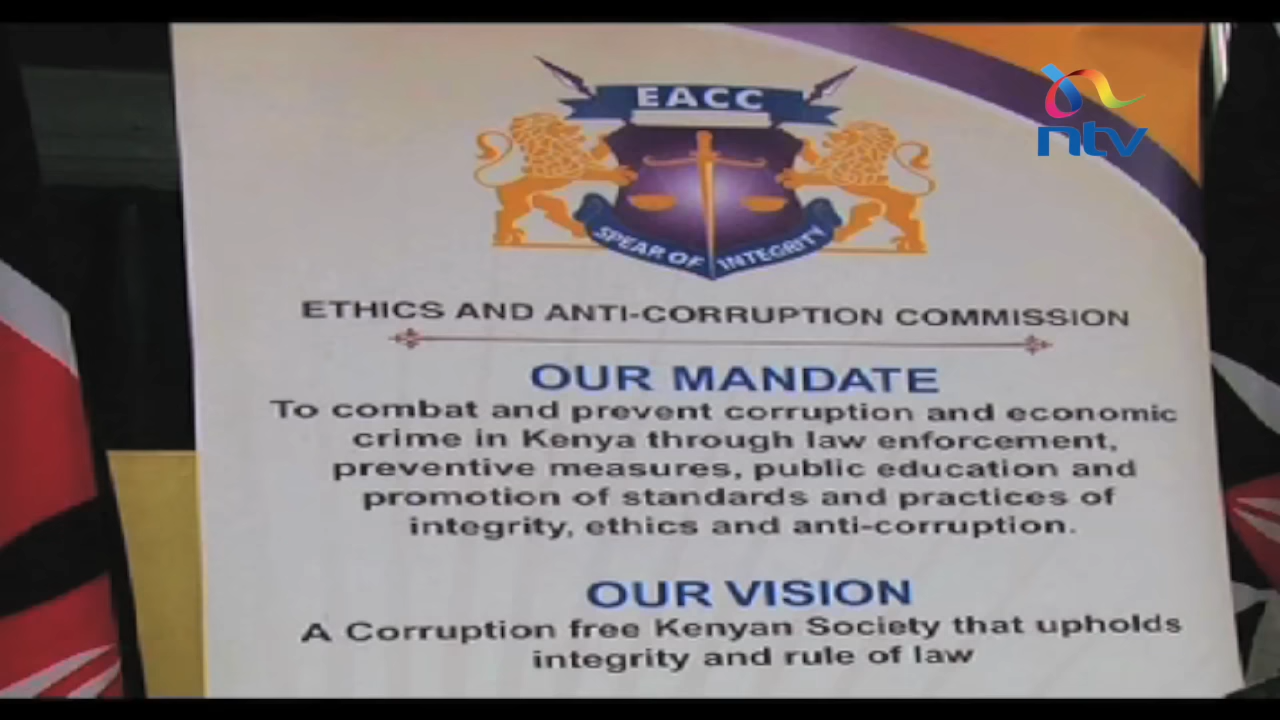 EACC
ntv
SPEAR OF INTEGRITY
ETHICS AND ANTI-CORRUPTION COMMISSION
OUR MANDATE
To combat and prevent corruption and economic
crime in Kenya through law enforcement,
preventive measures, public education and
promotion of standards and practices of
integrity, ethics and anti-corruption.
OUR VISION
A Corruption free Kenyan Society that upholds
integrity and rule of law